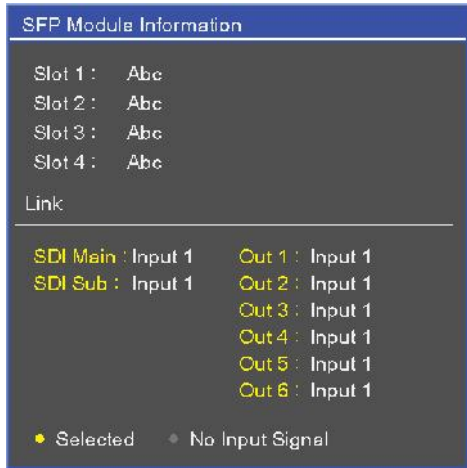 SFP Module Information
Slot 1 : Abc
Slot 2 : Abc
Slot 3 : Abc
Slot 4 : Abc
Link
SDI Main : Input 1 Out 1 : Input 1
SDI Sub : Input 1 Out 2 : Input 1
Out 3 : Input 1
Out 4 : Input 1
Out 5 : Input 1
Out 6 : Input 1
Selected No Input Signal